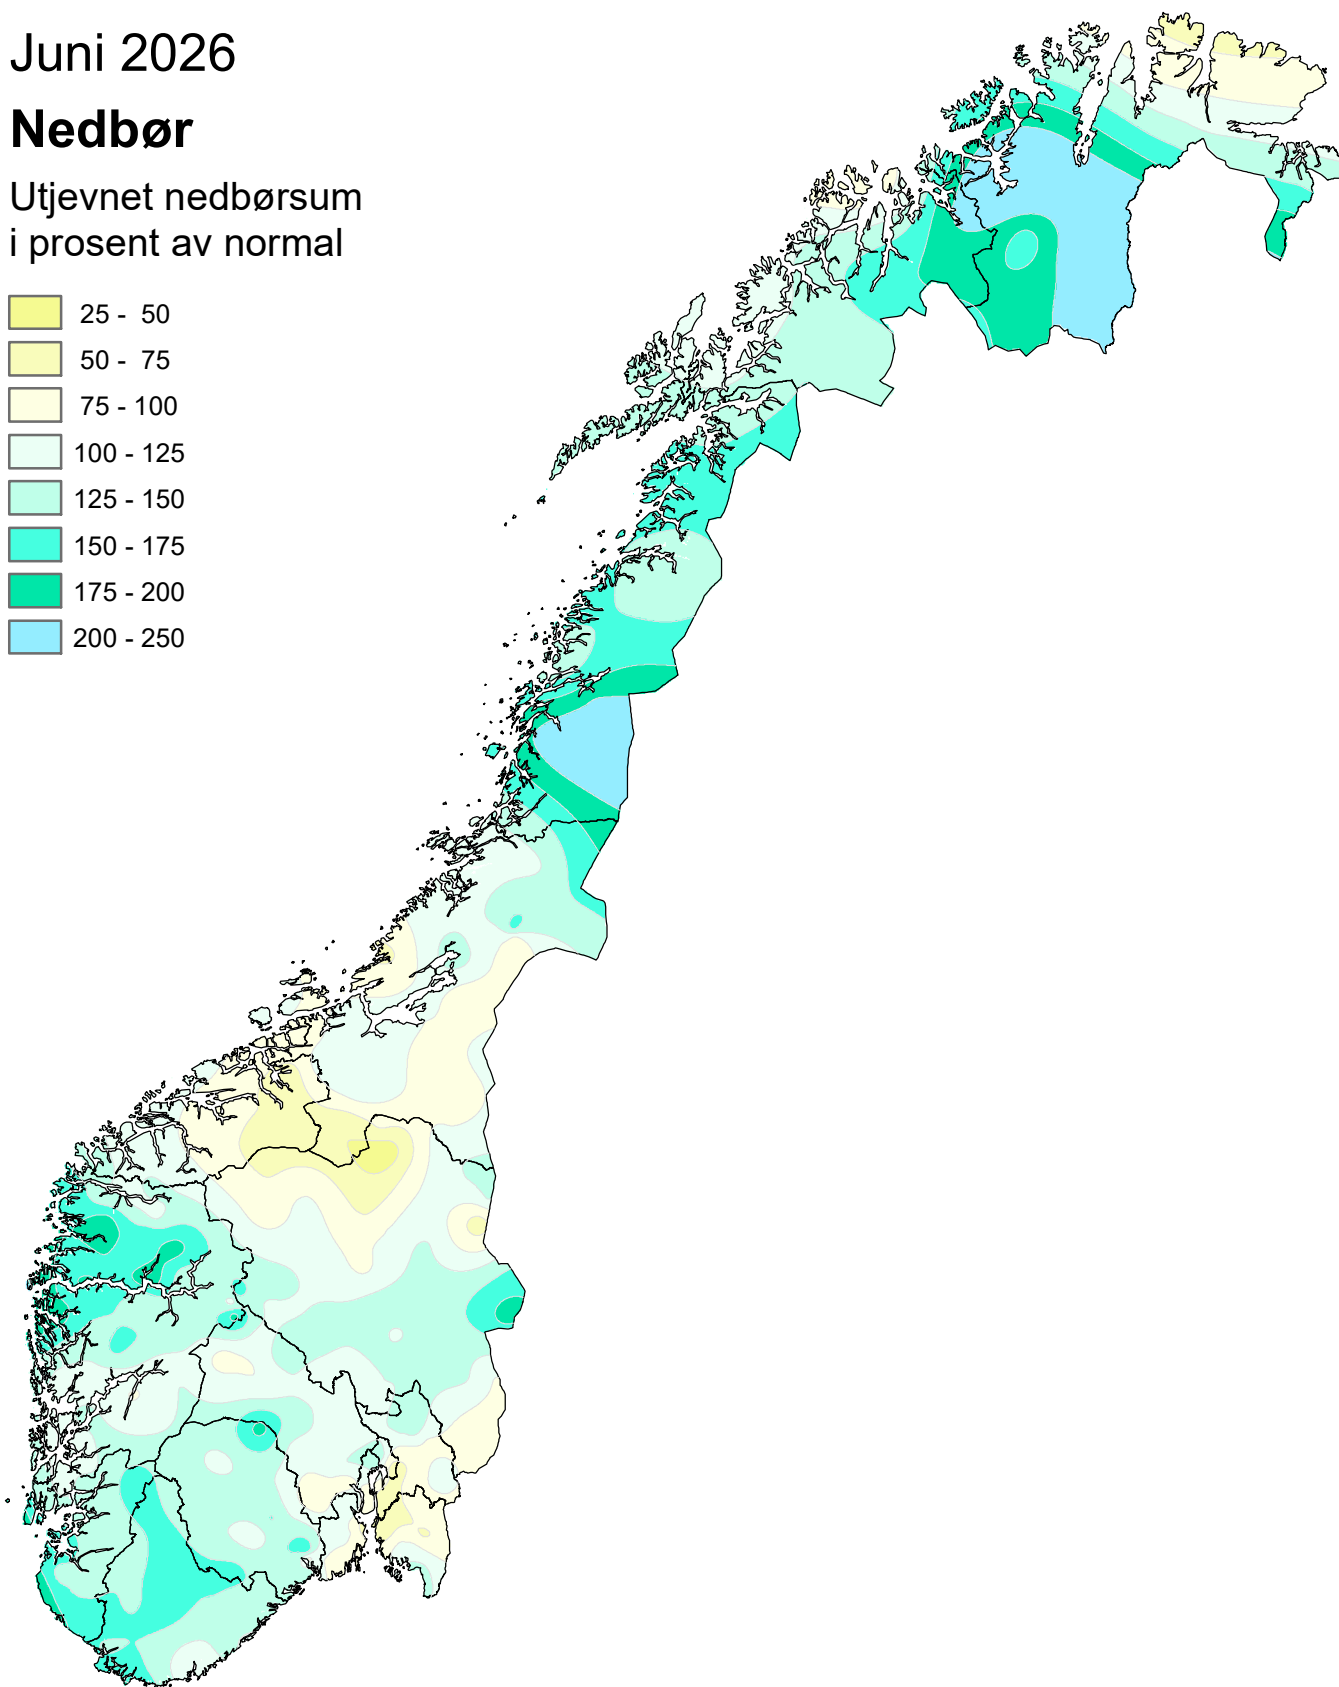 Juni 2026
Nedbør
Utjevnet nedbørsum
i prosent av normal
25 - 50
50 - 75
75 - 100
100 - 125
125 - 150
150 - 175
175 - 200
200 - 250